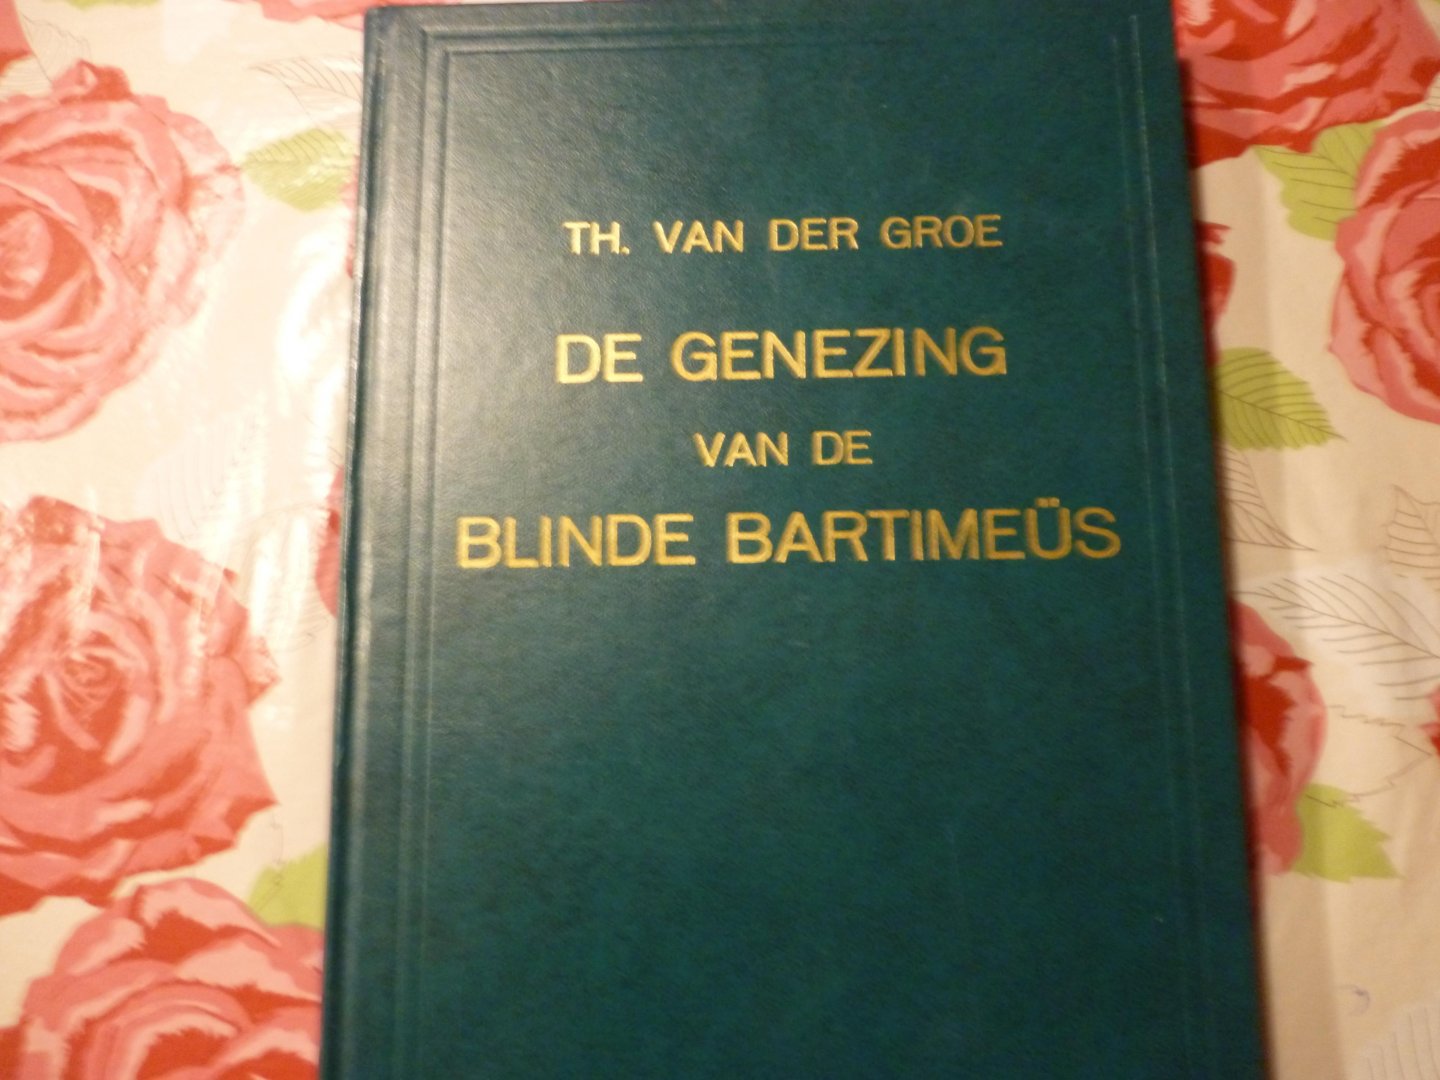 TH. VAN DER GROE
DE GENEZING
VAN DE
BLINDE BARTIMEÜS